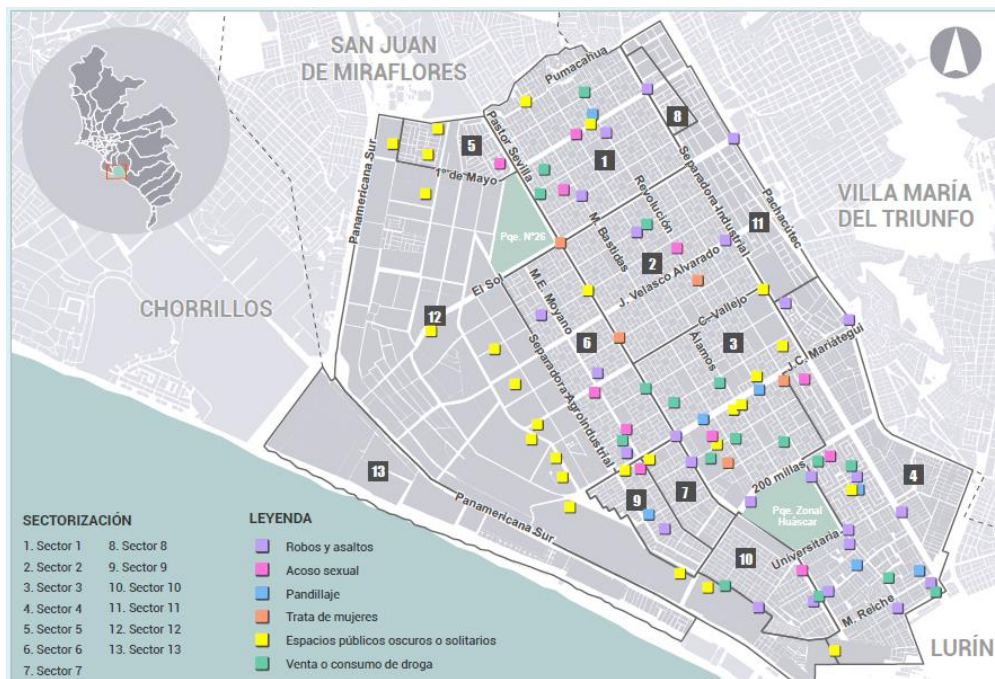 SAN JUAN
DE MIRAFLORES
Pumacahua
8
5
1
Pastor Sevilla
1° de Mayo
Panamericana Sur
Revolución
Separadora Industrial
Pachacútec
VILLA MARÍA
DEL TRIUNFO
11
Pqe. N°26
M. Bastidas
2
J. Velasco Alvarado
El Sol
M.E. Moyano
CHORRILLOS
12
6
C. Vallejo
Álamos
3
J.C. Mariátegui
Separadora Agroindustrial
13
4
200 millas
7
9
Pqe. Zonal
Huáscar
Panamericana Sur
Universitaria
10
M. Reiche
LURÍN
SECTORIZACIÓN
1. Sector 1
2. Sector 2
3. Sector 3
4. Sector 4
5. Sector 5
6. Sector 6
7. Sector 7
8. Sector 8
9. Sector 9
10. Sector 10
11. Sector 11
12. Sector 12
13. Sector 13
LEYENDA
Robos y asaltos
Acoso sexual
Pandillaje
Trata de mujeres
Espacios públicos oscuros o solitarios
Venta o consumo de droga